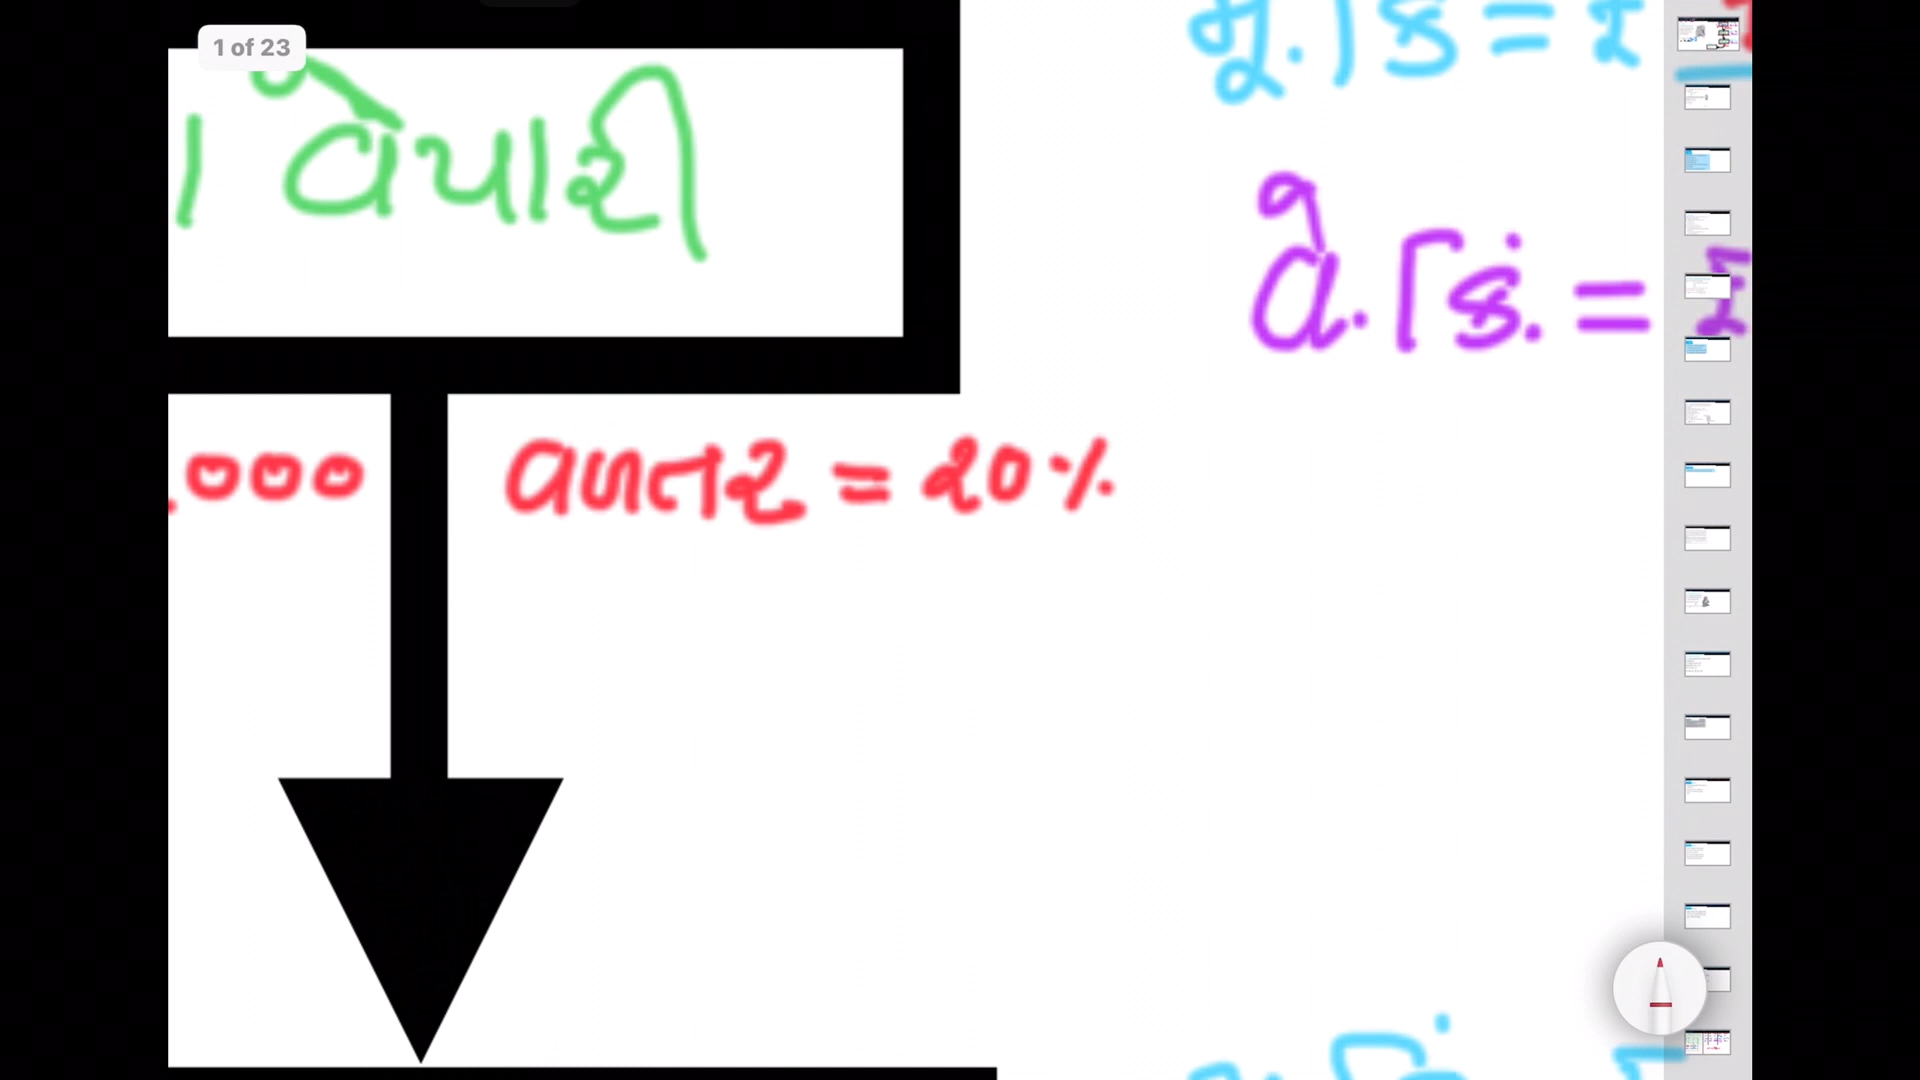 1 of 23
મૂ. કિં = ર
વેપારી
વે. કિં. = ર
.000 વળતર = 20%